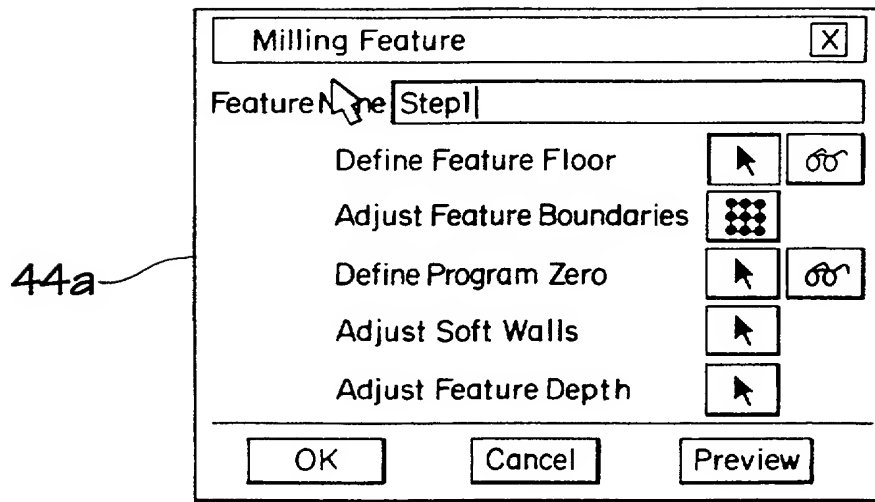 Milling Feature X
Feature Name Step1
Define Feature Floor
Adjust Feature Boundaries
44a
Define Program Zero
Adjust Soft Walls
Adjust Feature Depth
OK Cancel Preview